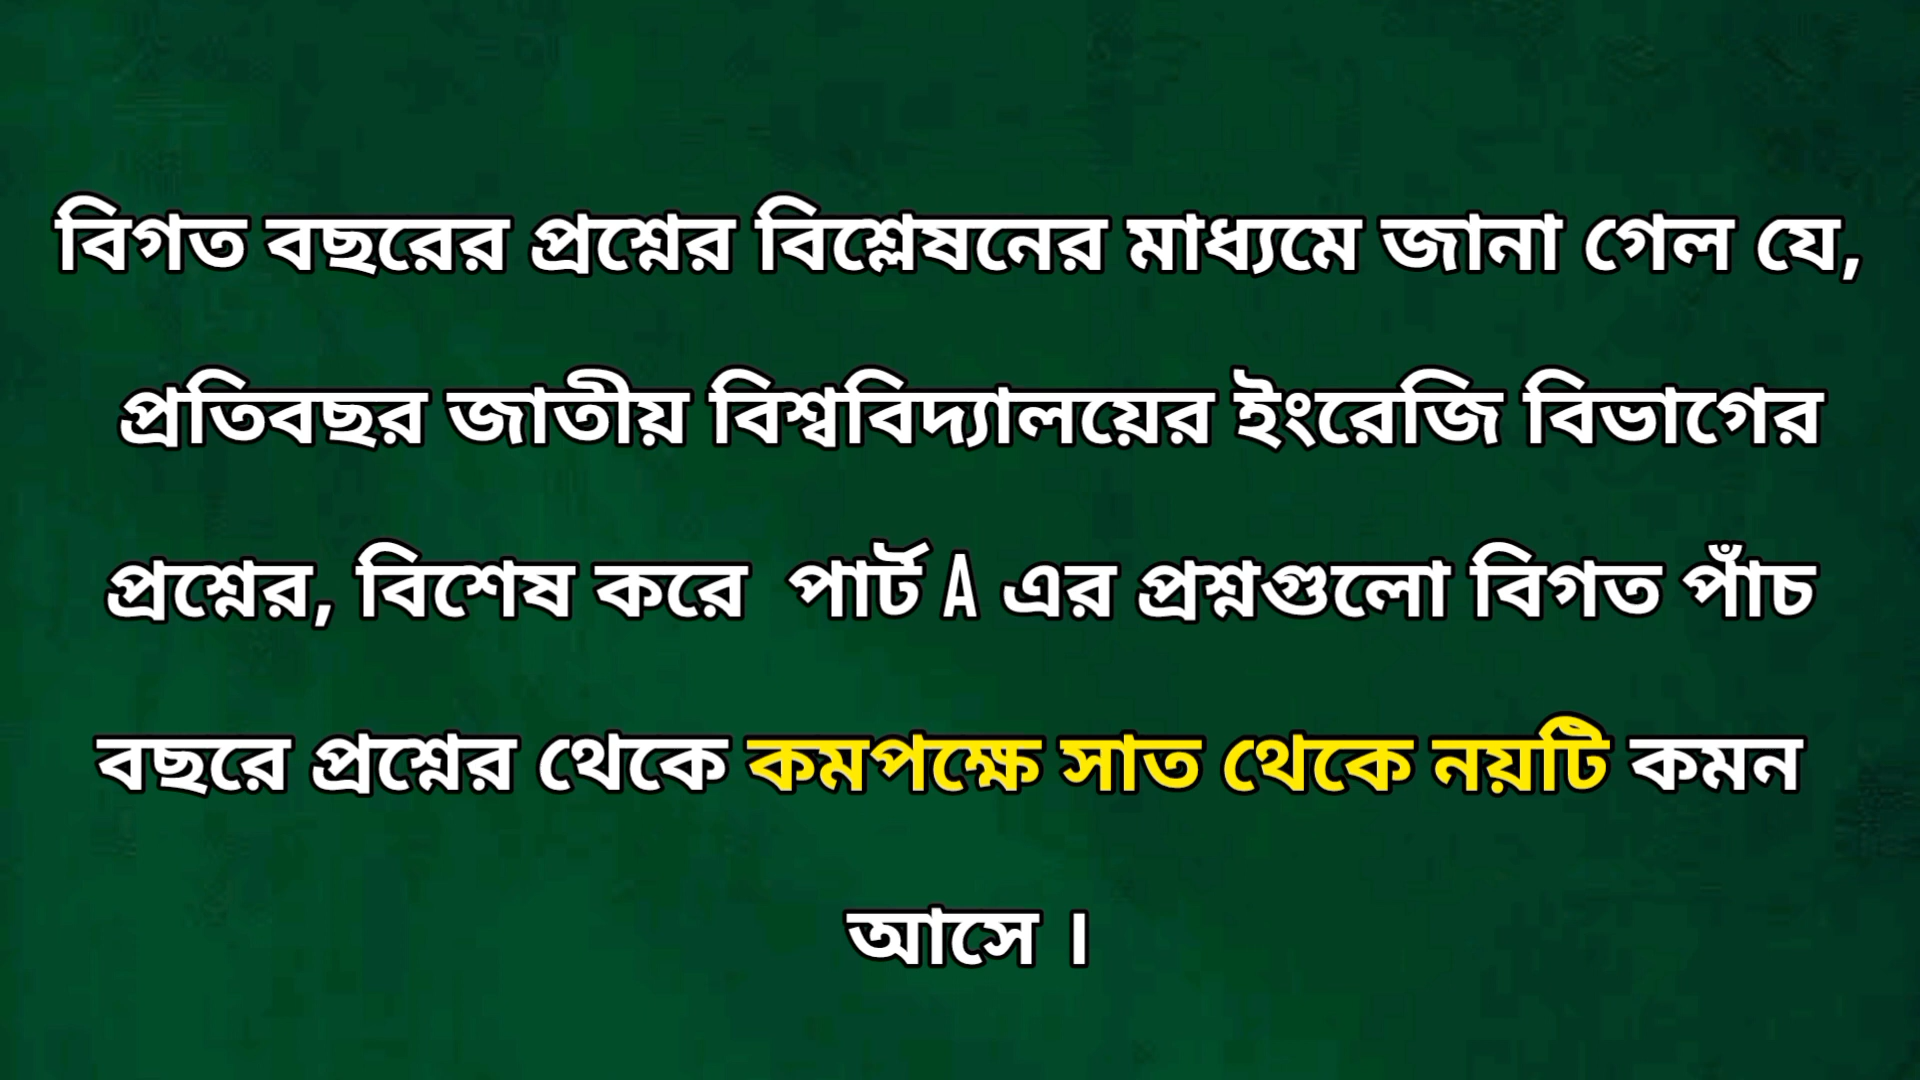 বিগত বছরের প্রশ্নের বিশ্লেষনের মাধ্যমে জানা গেল যে,
প্রতিবছর জাতীয় বিশ্ববিদ্যালয়ের ইংরেজি বিভাগের
প্রশ্নের, বিশেষ করে পার্ট A এর প্রশ্নগুলো বিগত পাঁচ
বছরে প্রশ্নের থেকে কমপক্ষে সাত থেকে নয়টি কমন
আসে ।